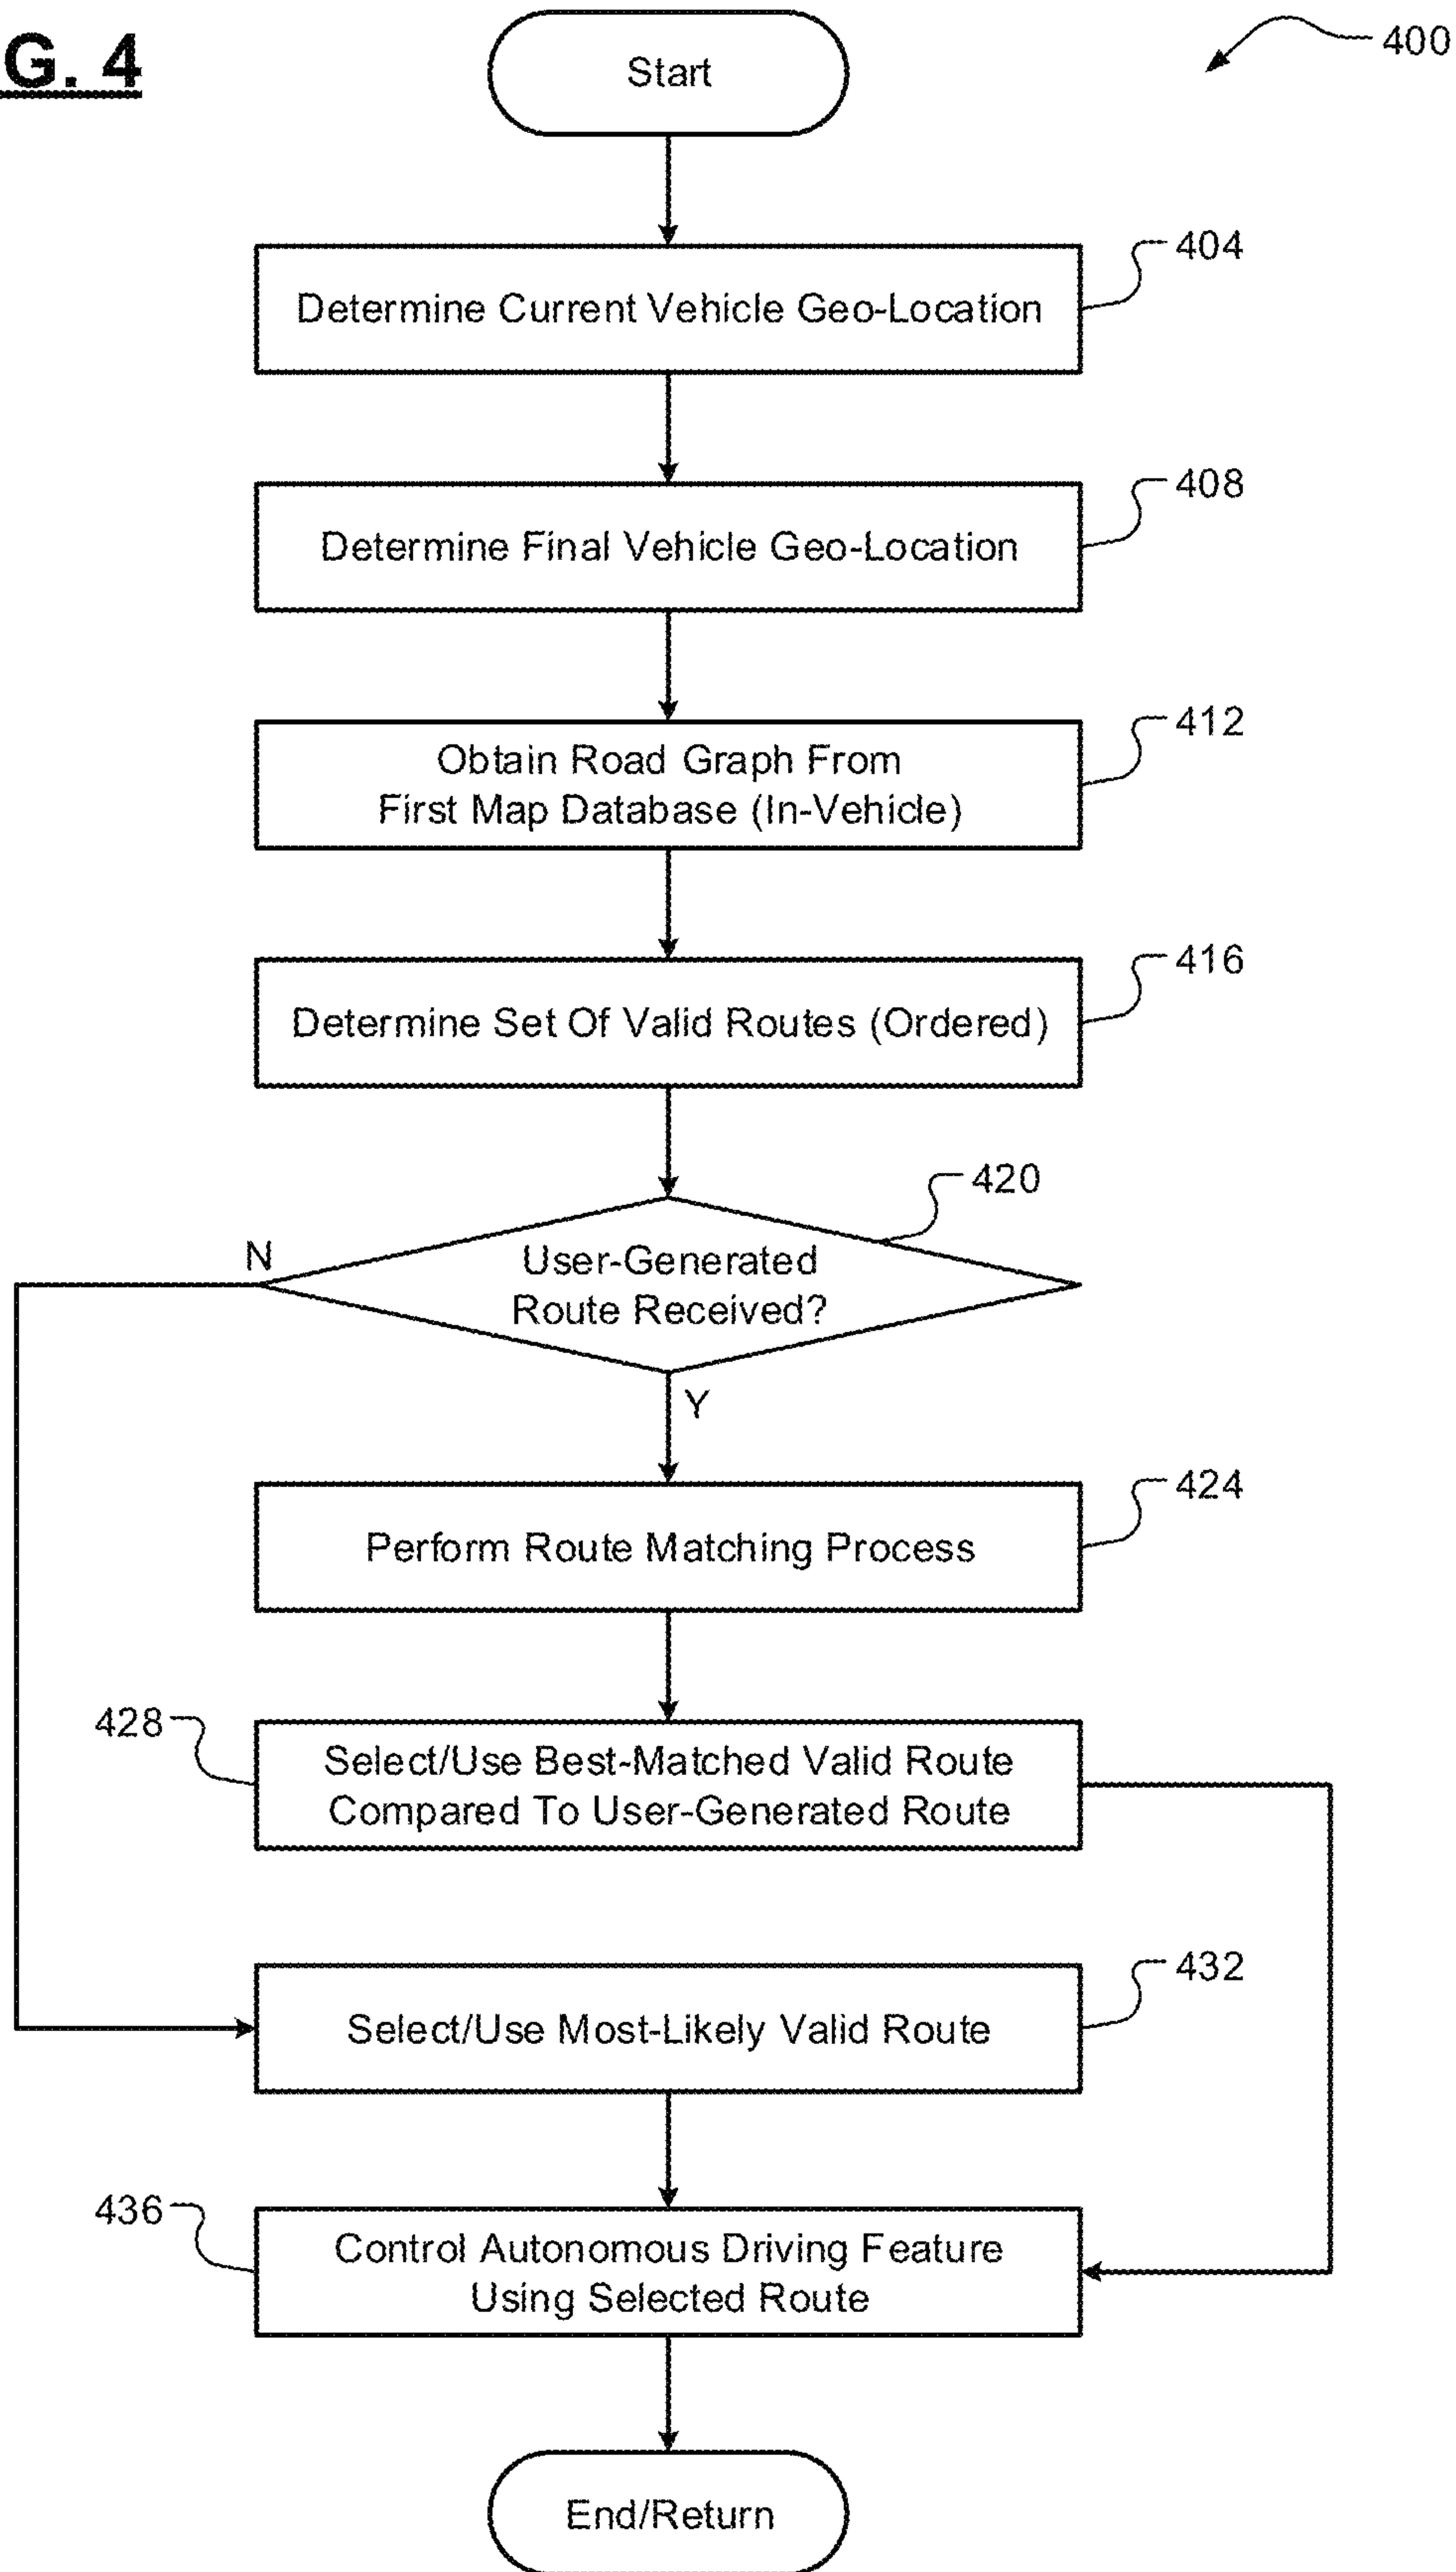 G. 4
400
Start
404
Determine Current Vehicle Geo-Location
408
Determine Final Vehicle Geo-Location
412
Obtain Road Graph From
First Map Database (In-Vehicle)
416
Determine Set Of Valid Routes (Ordered)
420
N
User-Generated
Route Received?
Y
424
Perform Route Matching Process
428
Select/Use Best-Matched Valid Route
Compared To User-Generated Route
432
Select/Use Most-Likely Valid Route
436
Control Autonomous Driving Feature
Using Selected Route
End/Return